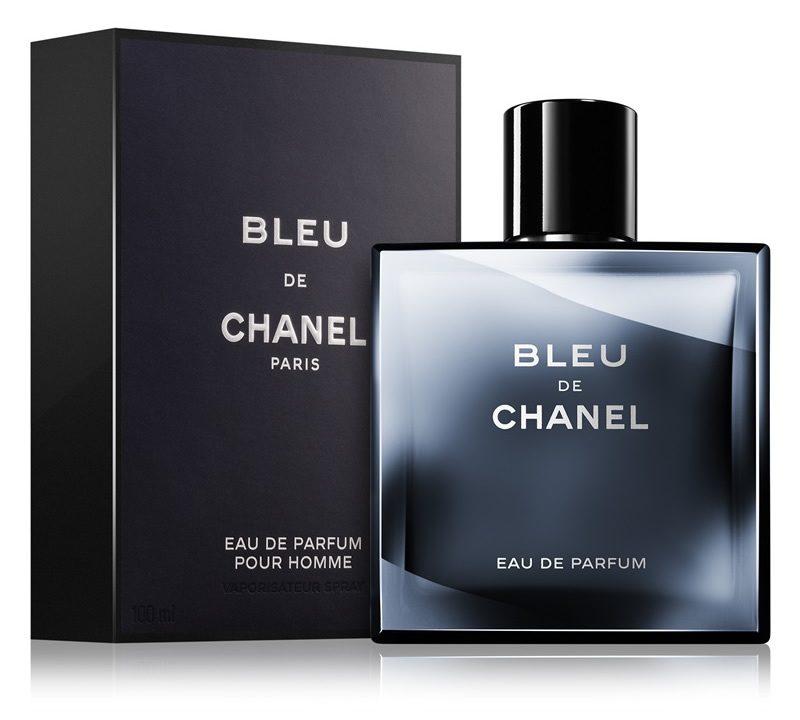 BLEU
DE
CHANEL
PARIS
EAU DE PARFUM
POUR HOMME
VAPORISATEUR SPRAY
100 ml
BLEU
DE
CHANEL
EAU DE PARFUM